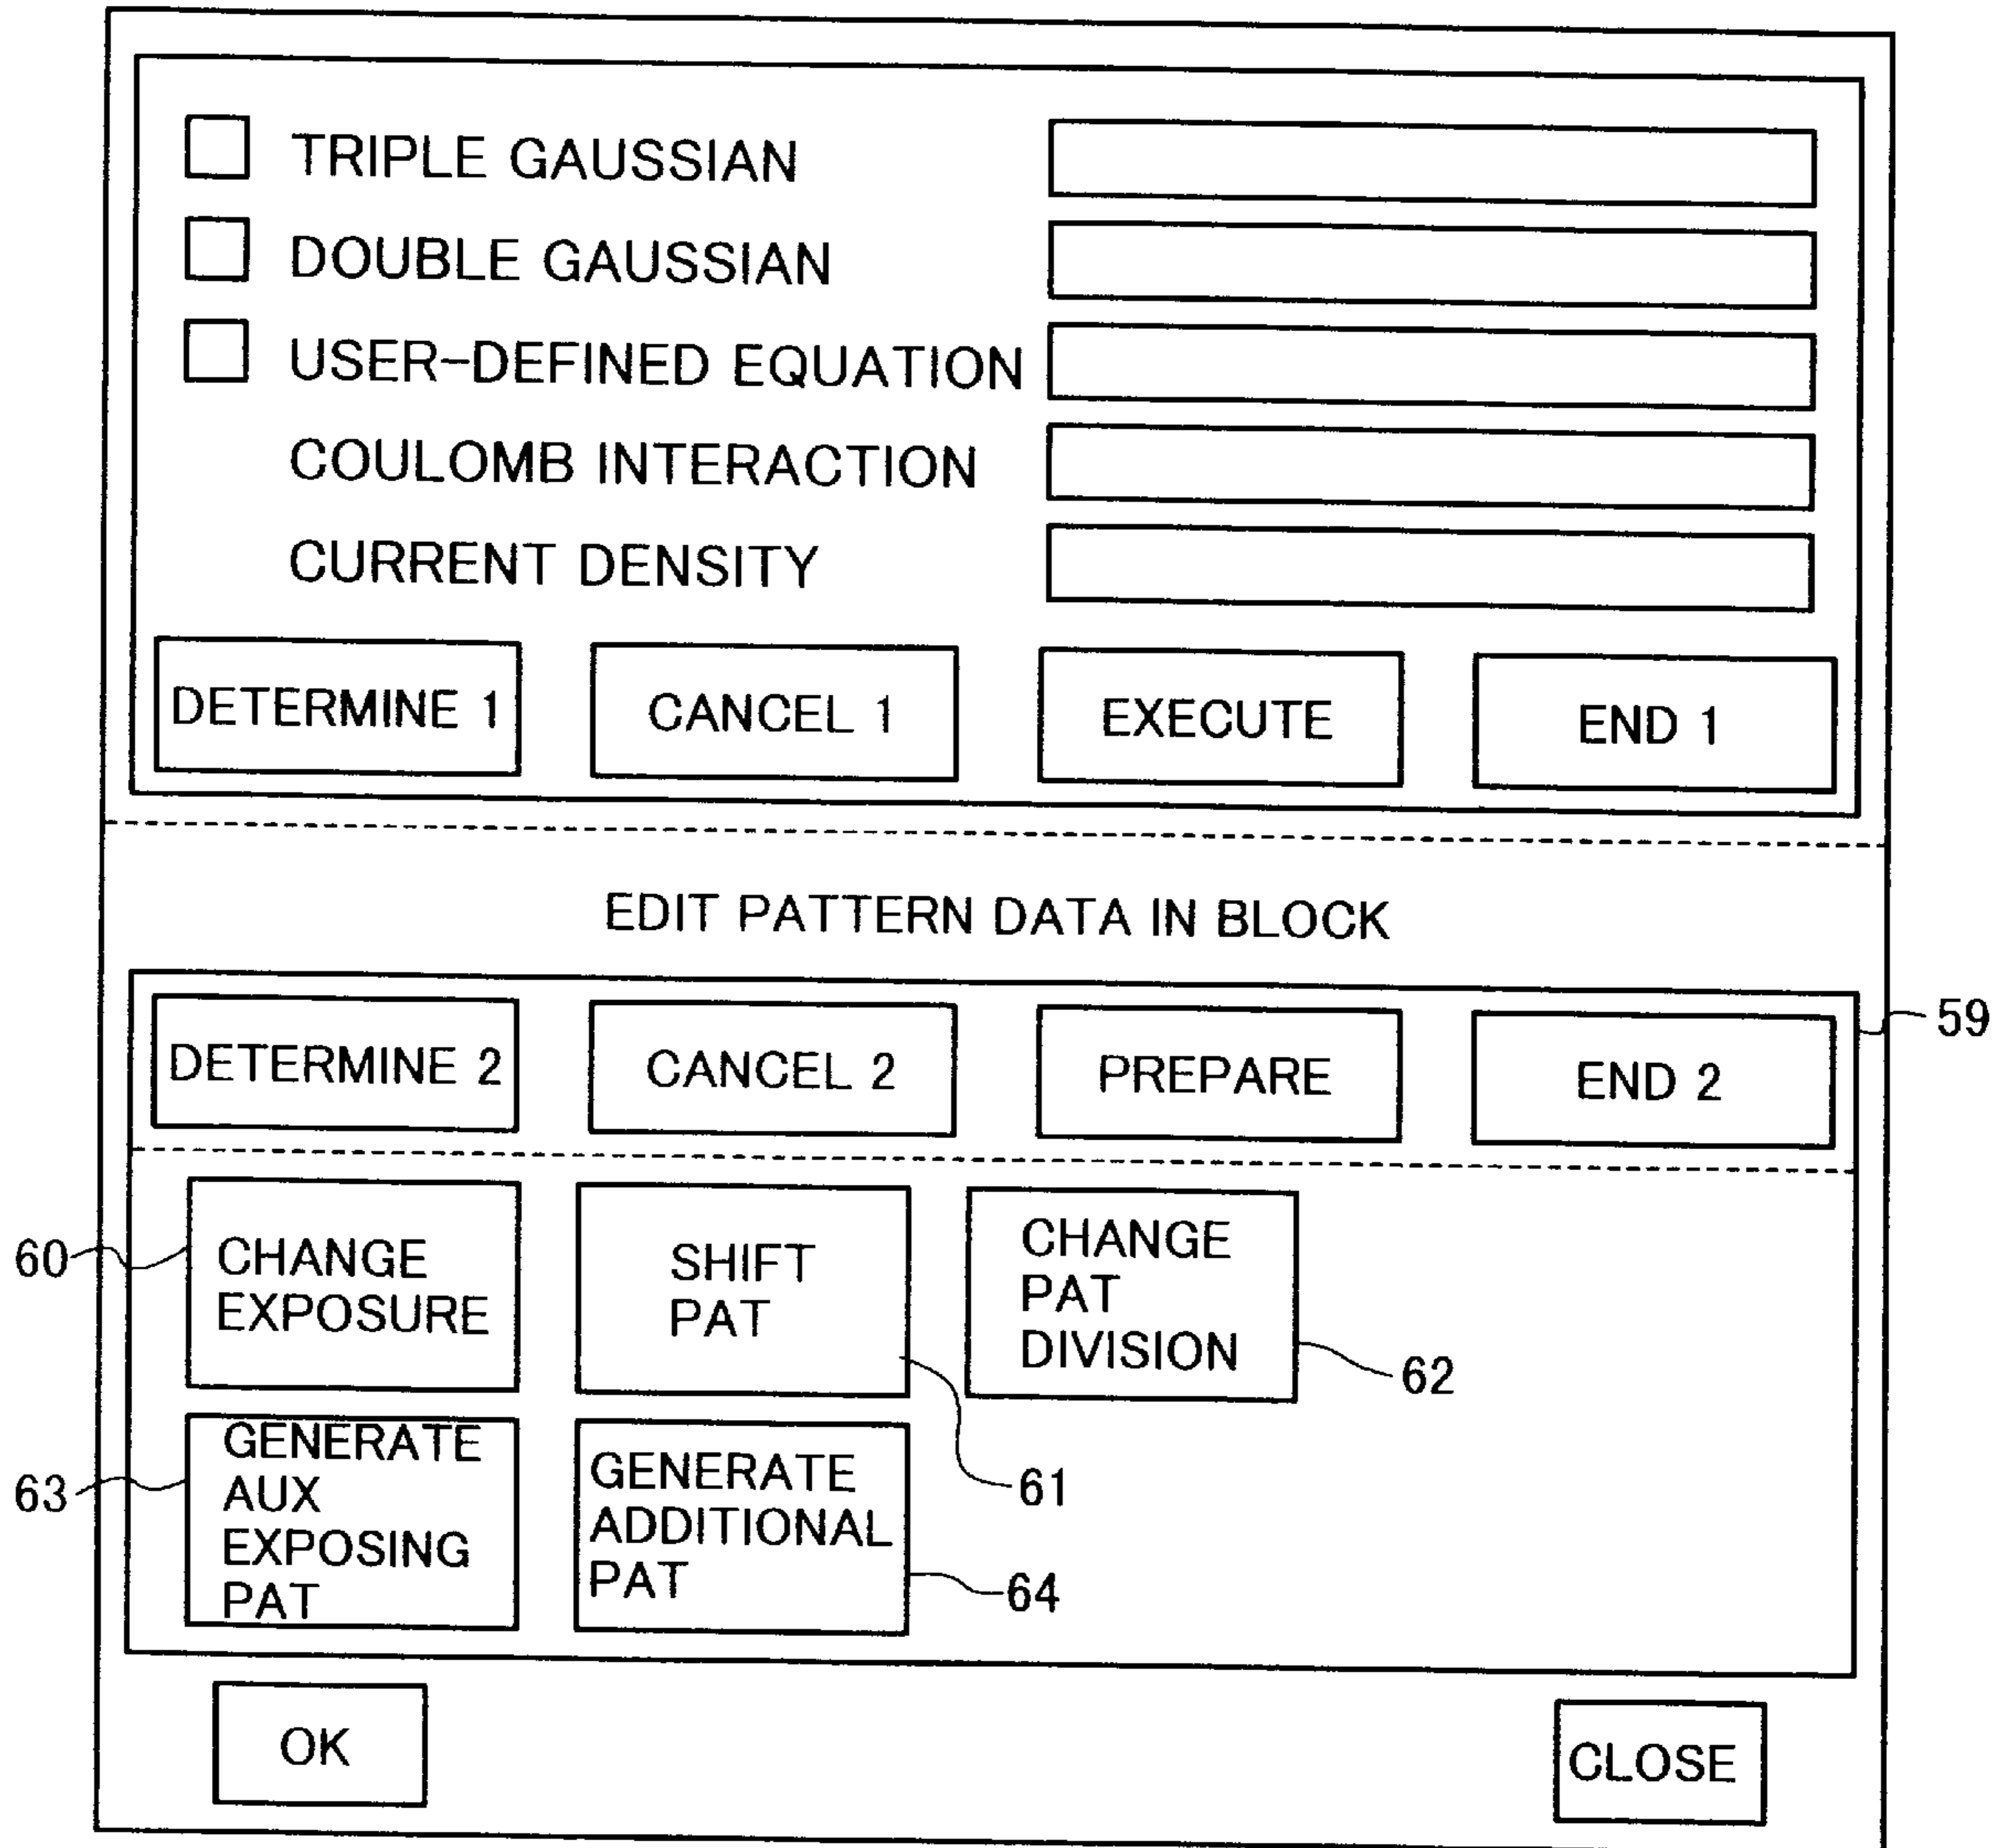 TRIPLE GAUSSIAN
DOUBLE GAUSSIAN
USER-DEFINED EQUATION
COULOMB INTERACTION
CURRENT DENSITY
DETERMINE 1
CANCEL 1
EXECUTE
END 1
EDIT PATTERN DATA IN BLOCK
59
DETERMINE 2
CANCEL 2
PREPARE
END 2
60
CHANGE
EXPOSURE
SHIFT
PAT
61
CHANGE
PAT
DIVISION
62
63
GENERATE
AUX
EXPOSING
PAT
GENERATE
ADDITIONAL
PAT
64
OK
CLOSE